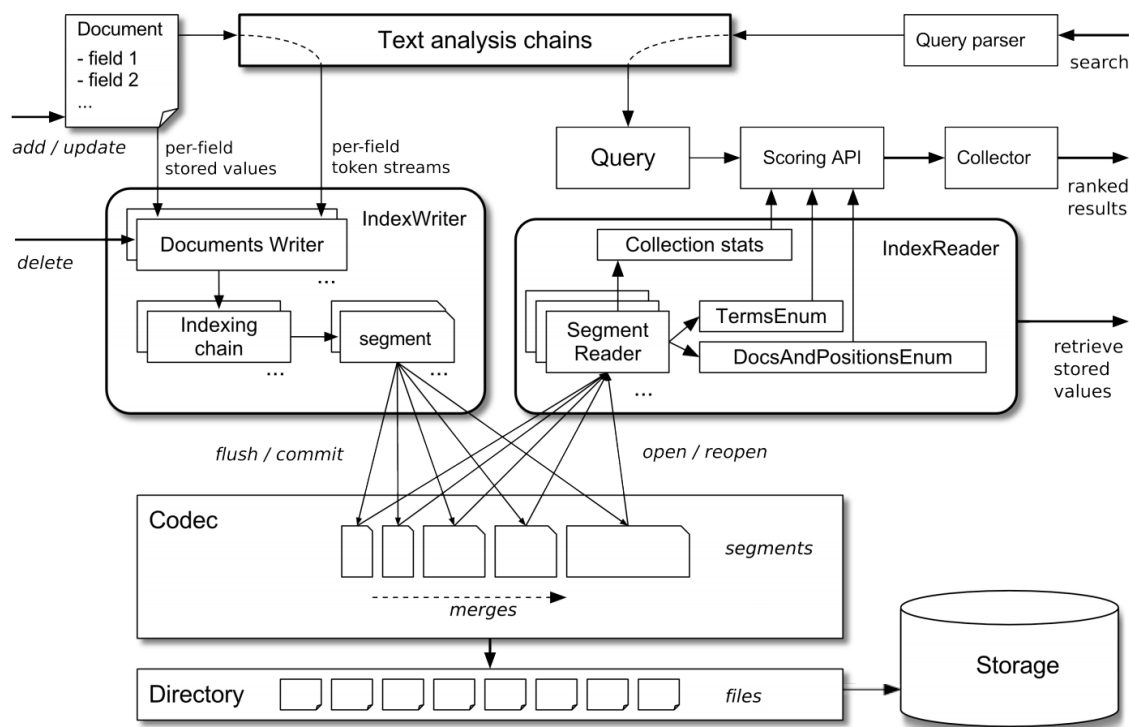 Document
- field 1
- field 2
...
Text analysis chains
Query parser
search
add / update
per-field
stored values
per-field
token streams
Query
Scoring API
Collector
ranked
results
IndexWriter
Documents Writer
...
delete
Indexing
chain
...
segment
...
IndexReader
Collection stats
Segment
Reader
...
TermsEnum
DocsAndPositionsEnum
retrieve
stored
values
flush / commit
open / reopen
Codec
segments
merges
Directory
files
Storage